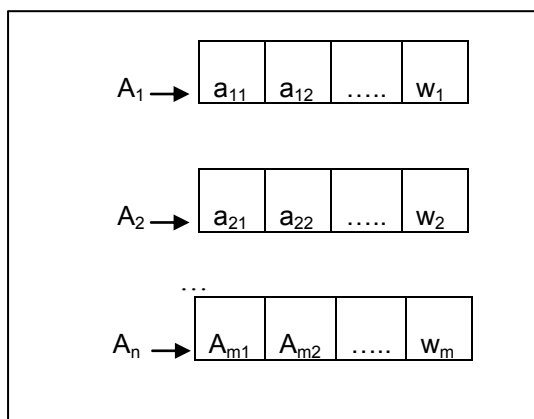 A₁ a₁₁ a₁₂ ….. w₁
A₂ a₂₁ a₂₂ ….. w₂
…
Aₙ Aₘ₁ Aₘ₂ ….. wₘ